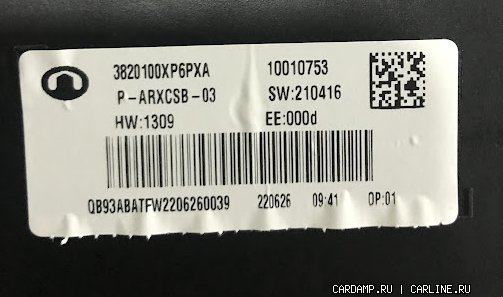 3820100XP6PXA 10010753
P-ARXCSB-03 SW:210416
HW:1309 EE:000d
QB93ABATFW2206260039 220626 09:41 OP:01
CARDAMP.RU | CARLINE.RU